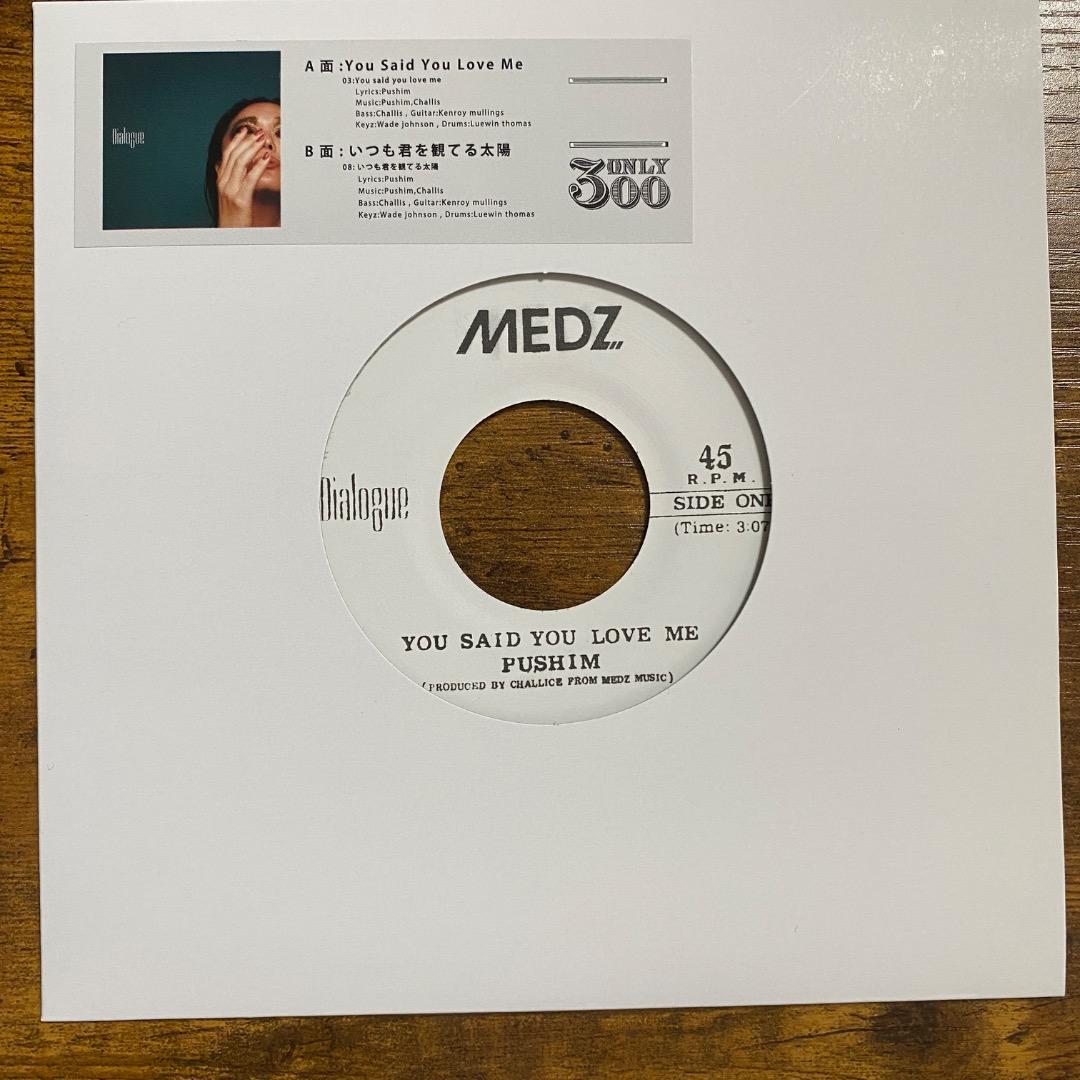 Dialogue
A面:You Said You Love Me
03:You said you love me
Lyrics:Pushim
Music:Pushim,Challis
Bass:Challis , Guitar:Kenroy mullings
Keyz:Wade johnson , Drums:Luewin thomas
B面:いつも君を観てる太陽
08:いつも君を観てる太陽
Lyrics:Pushim
Music:Pushim,Challis
Bass:Challis , Guitar:Kenroy mullings
Keyz:Wade johnson , Drums:Luewin thomas
ONLY
300
MEDZ
Dialogue
45
R.P.M.
SIDE ONE
(Time: 3:07
YOU SAID YOU LOVE ME
PUSHIM
(PRODUCED BY CHALLICE FROM MEDZ MUSIC)